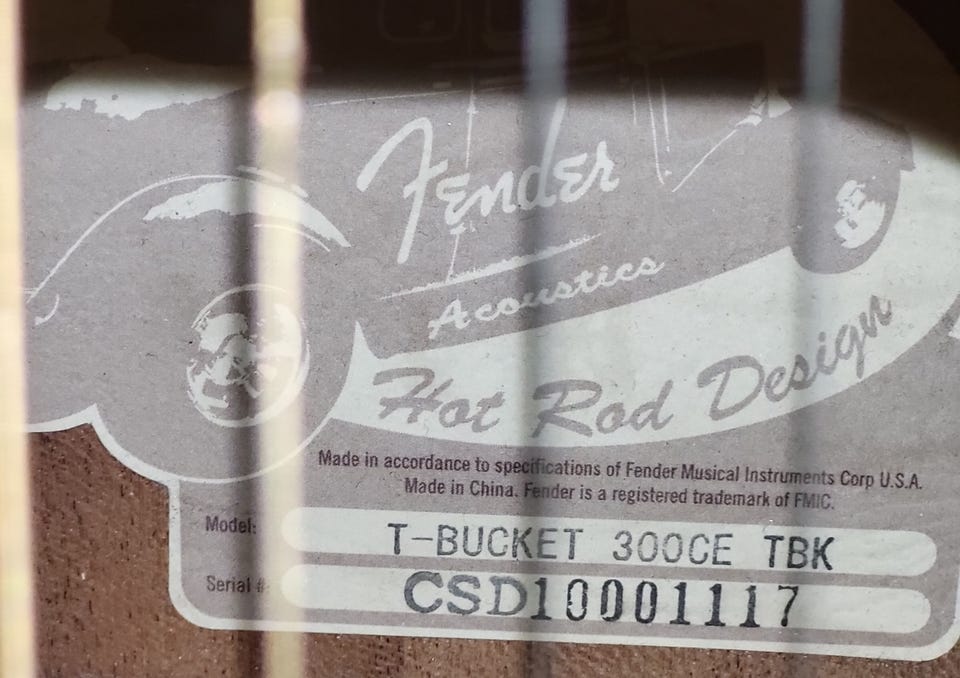 Fender
Acoustics
Hot Rod Design
Made in accordance to specifications of Fender Musical Instruments Corp U.S.A.
Made in China. Fender is a registered trademark of FMIC.
Model: T-BUCKET 300CE TBK
Serial #: CSD10001117